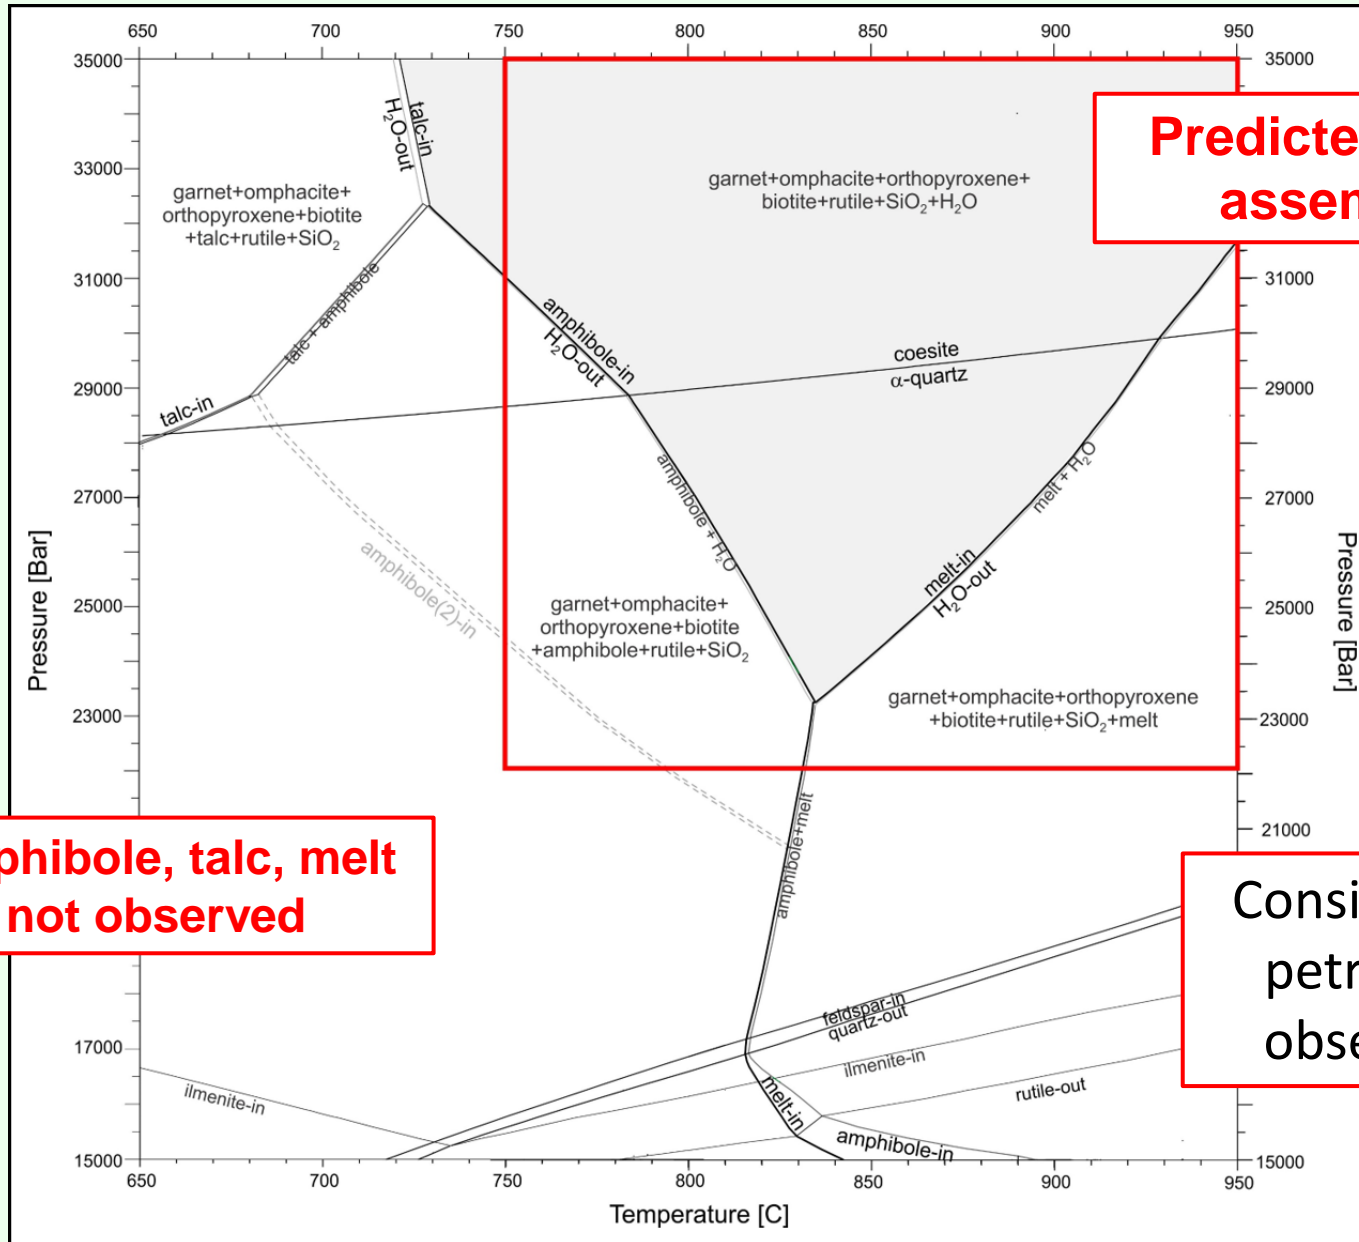 650 700 750 800 850 900 950
35000
33000
31000
29000
27000
25000
23000
17000
15000
35000
31000
29000
27000
25000
23000
21000
15000
Pressure [Bar]
Pressure [Bar]
talc-in
H₂O-out
garnet+omphacite+
orthopyroxene+biotite
+talc+rutile+SiO₂
garnet+omphacite+orthopyroxene+
biotite+rutile+SiO₂+H₂O
Predicte
assem
talc + amphibole
amphibole-in
H₂O-out
coesite
α-quartz
talc-in
amphibole + H₂O
melt + H₂O
amphibole(2)-in
melt-in
H₂O-out
garnet+omphacite+
orthopyroxene+biotite
+amphibole+rutile+SiO₂
garnet+omphacite+orthopyroxene
+biotite+rutile+SiO₂+melt
amphibole+melt
phibole, talc, melt
not observed
Consi
petr
obse
feldspar-in
quartz-out
ilmenite-in
ilmenite-in
rutile-out
melt-in
amphibole-in
650 700 750 800 850 900 950
Temperature [C]